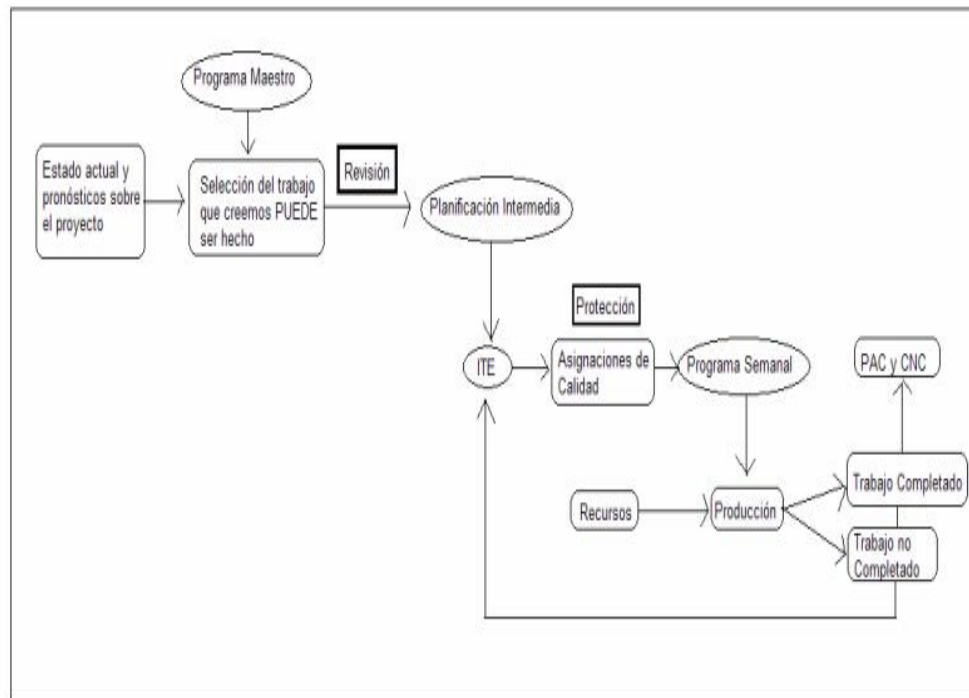 Programa Maestro
Estado actual y
pronósticos sobre
el proyecto
Selección del trabajo
que creemos PUEDE
ser hecho
Revisión
Planificación Intermedia
Protección
ITE
Asignaciones de
Calidad
Programa Semanal
PAC y CNC
Recursos
Producción
Trabajo Completado
Trabajo no
Completado